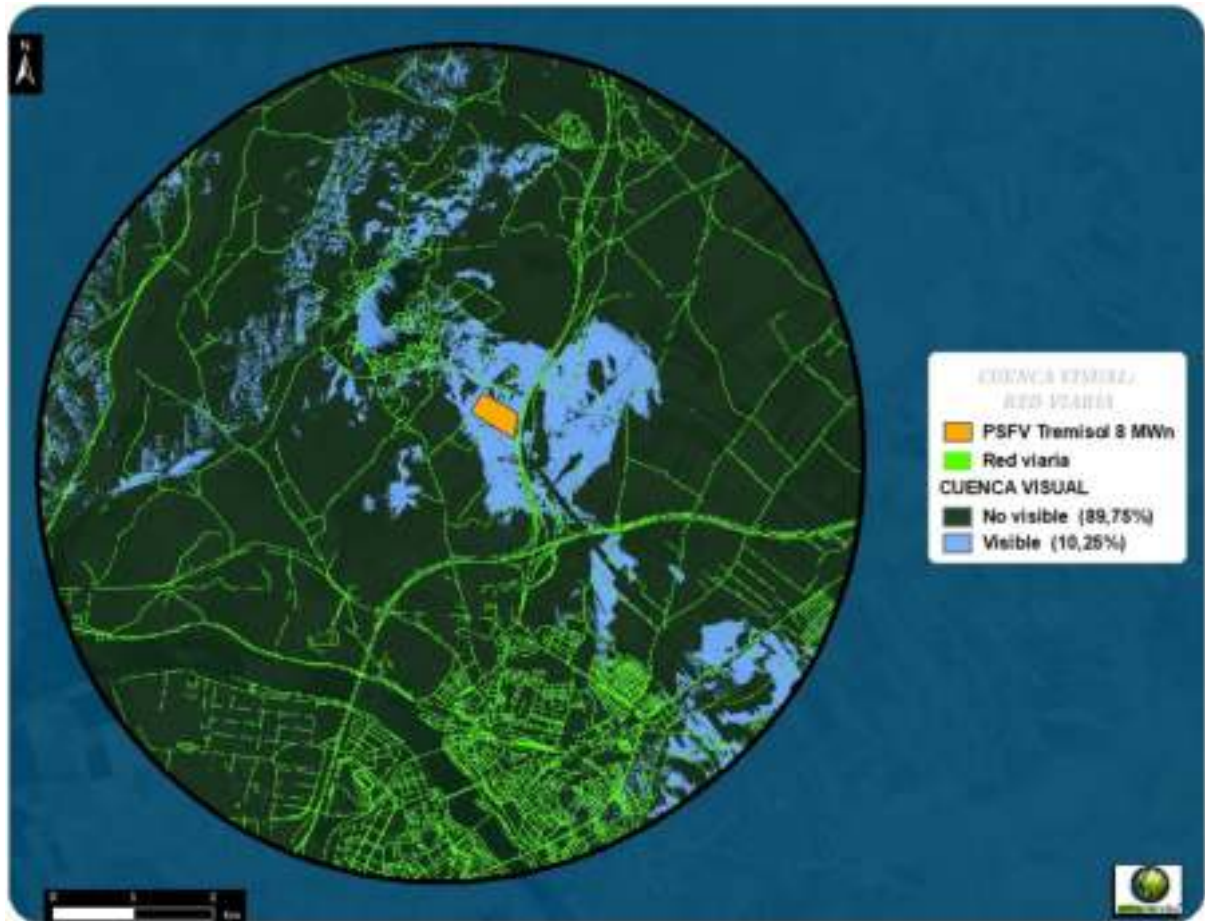 N
CUENCA VISUAL:
RED VIARIA
PSFV Tremisol 8 MWn
Red viaria
CUENCA VISUAL
No visible (89,75%)
Visible (10,25%)
Km